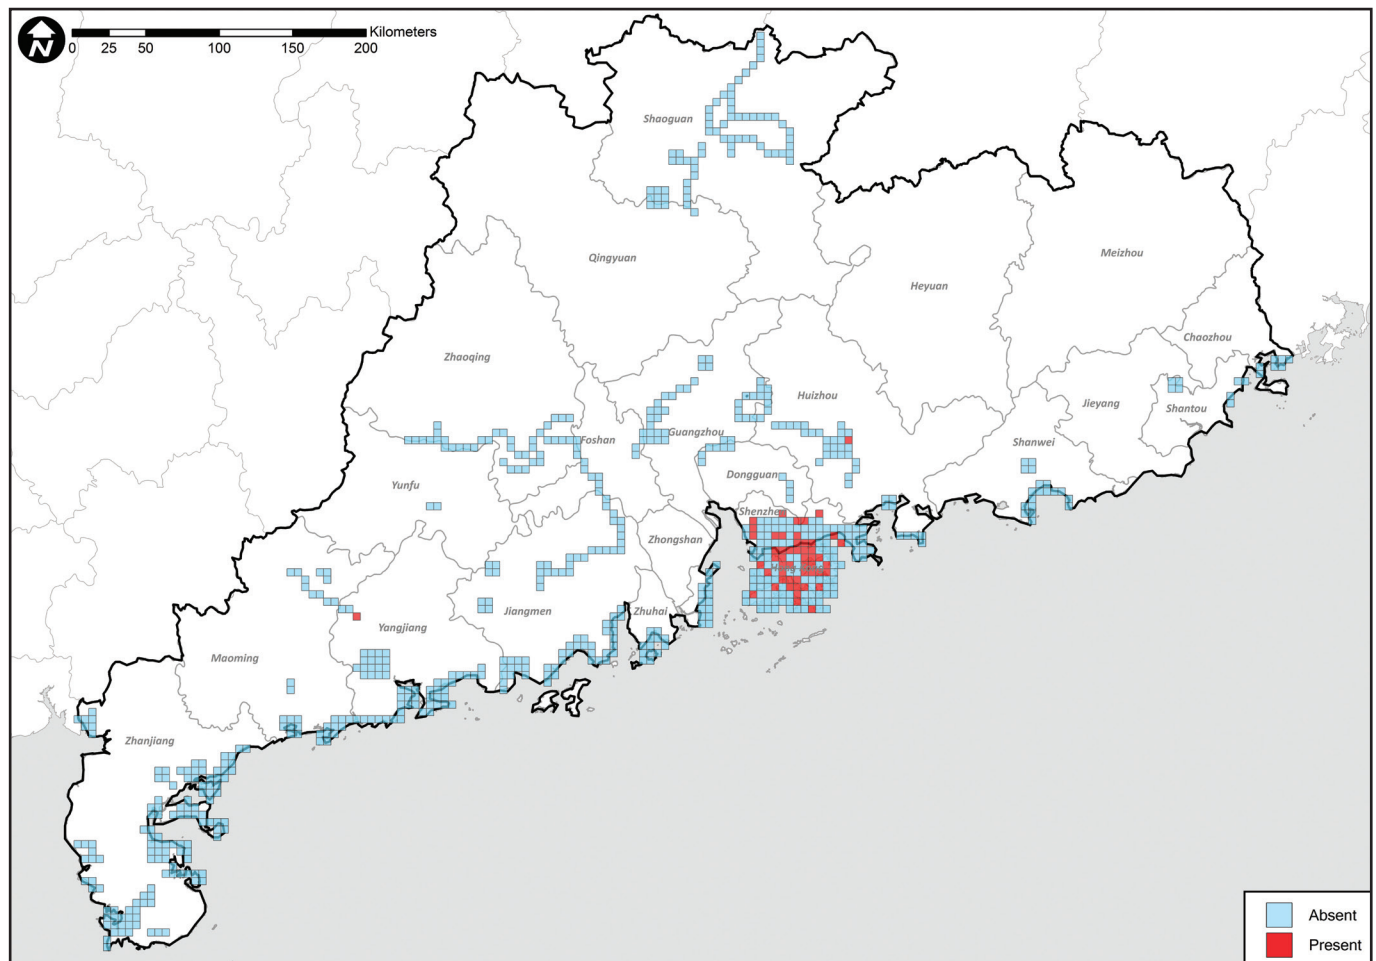 N
Kilometers
0 25 50 100 150 200
Shaoguan
Qingyuan
Meizhou
Heyuan
Chaozhou
Zhaoqing
Huizhou
Jieyang
Shantou
Guangzhou
Foshan
Shanwei
Dongguan
Yunfu
Shenzhen
Zhongshan
Jiangmen
Zhuhai
Yangjiang
Maoming
Zhanjiang
Absent
Present